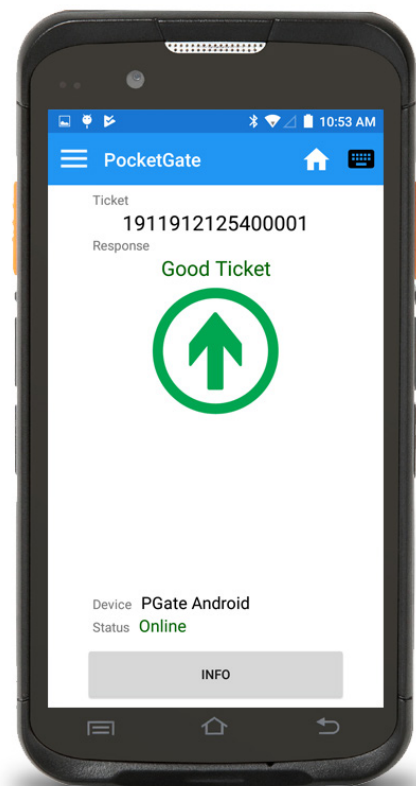 10:53 AM
PocketGate
Ticket
1911912125400001
Response
Good Ticket
Device PGate Android
Status Online
INFO